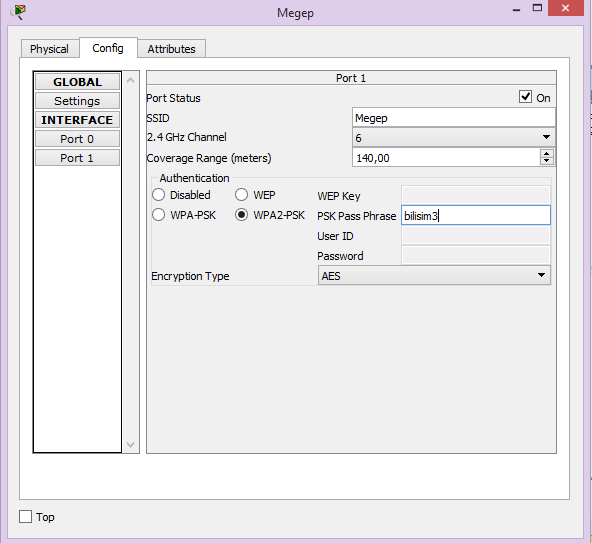 Megep
Physical Config Attributes
GLOBAL
Settings
INTERFACE
Port 0
Port 1
Port 1
Port Status On
SSID Megep
2.4 GHz Channel 6
Coverage Range (meters) 140,00
Authentication
Disabled WEP WEP Key
WPA-PSK WPA2-PSK PSK Pass Phrase bilisim3
User ID
Password
Encryption Type AES
Top